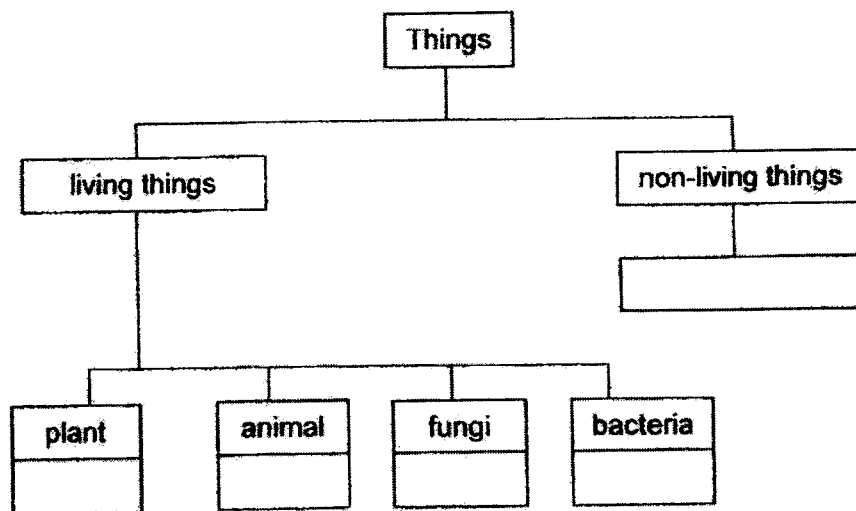 Things
living things
non-living things
plant
animal
fungi
bacteria